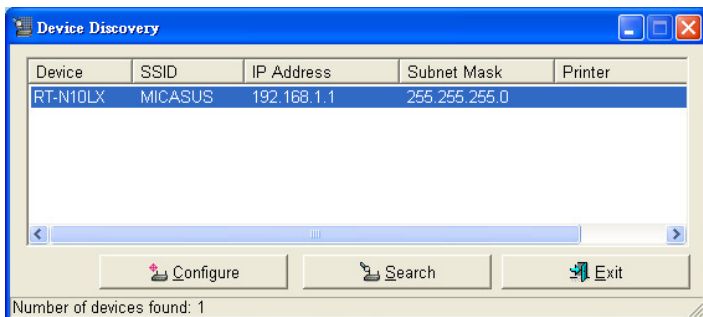 Device Discovery
Device SSID IP Address Subnet Mask Printer
RT-N10LX MICASUS 192.168.1.1 255.255.255.0
Configure Search Exit
Number of devices found: 1